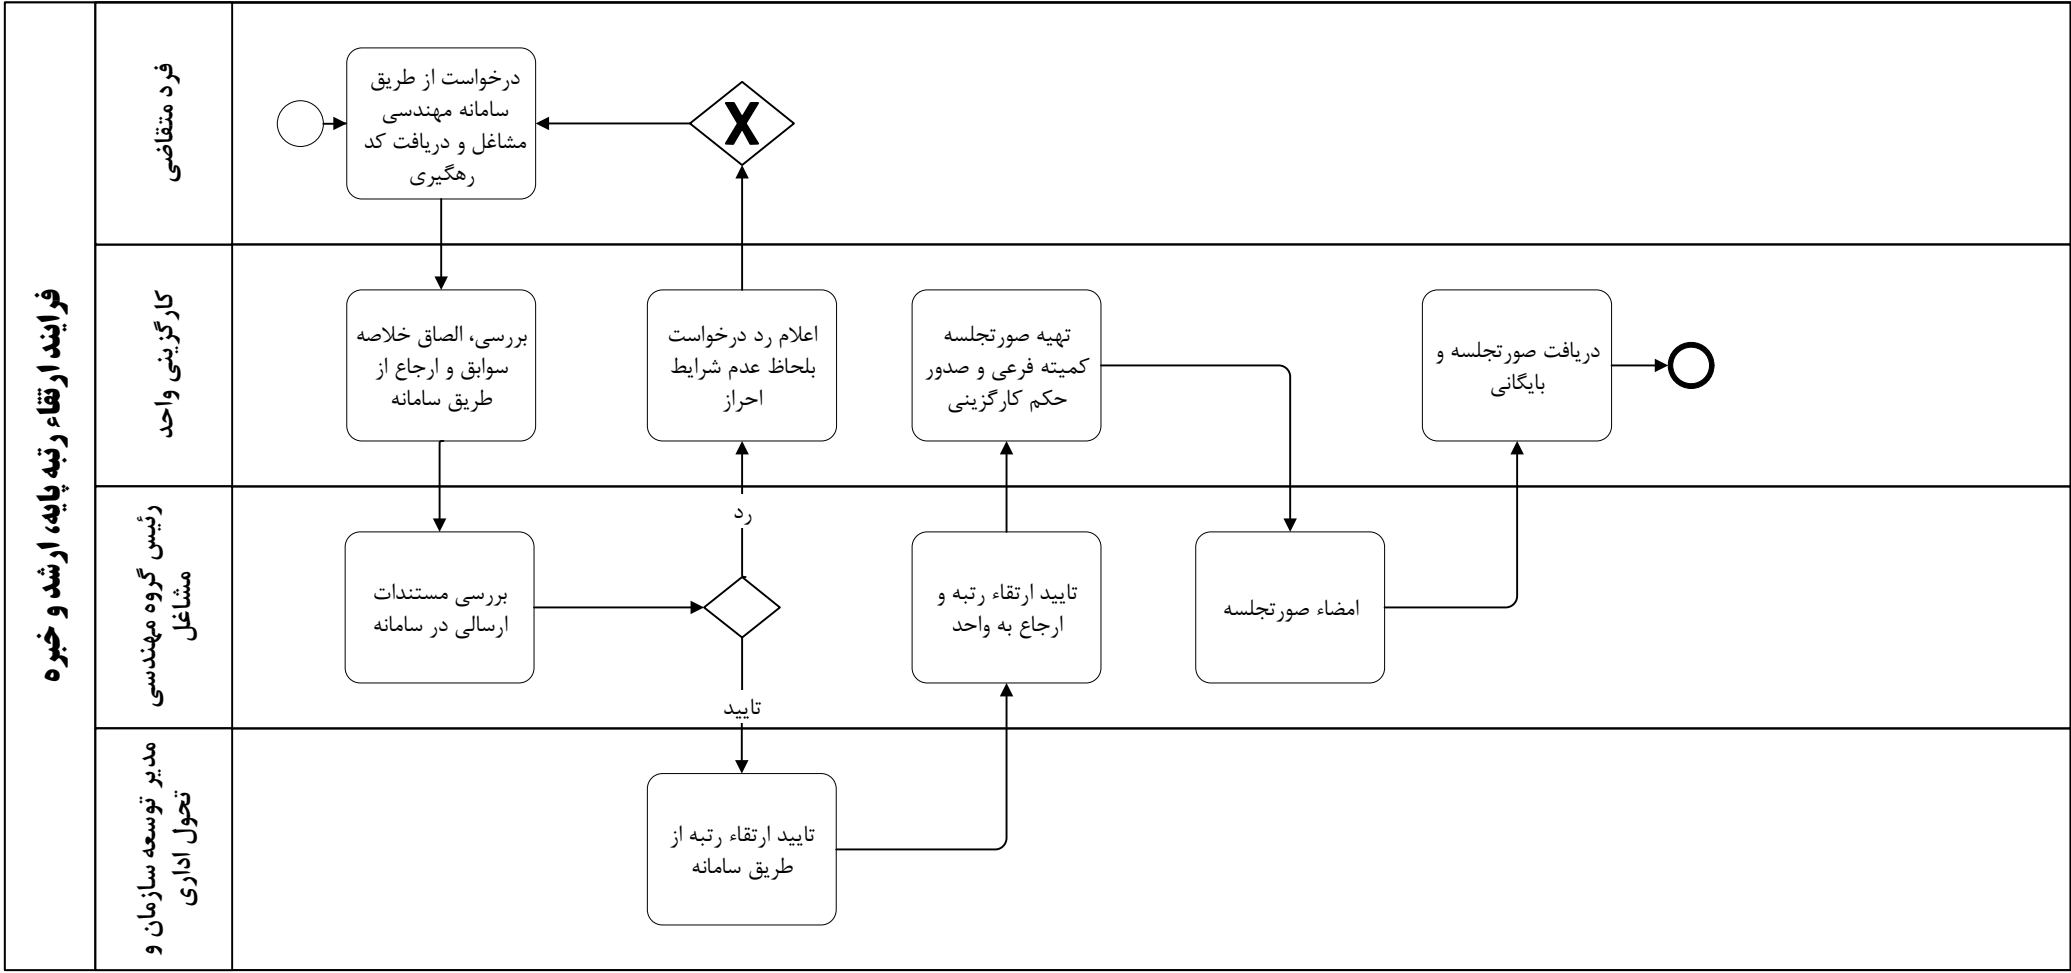 فرایند ارتقاء رتبه پایه، ارشد و خبره
فرد متقاضی
درخواست از طریق
سامانه مهندسی
مشاغل و دریافت کد
رهگیری
X
کارگزینی واحد
بررسی، الصاق خلاصه
سوابق و ارجاع از
طریق سامانه
اعلام رد درخواست
بلحاظ عدم شرایط
احراز
تهیه صورتجلسه
کمیته فرعی و صدور
حکم کارگزینی
دریافت صورتجلسه و
بایگانی
رئیس گروه مهندسی
مشاغل
بررسی مستندات
ارسالی در سامانه
رد
تایید
تایید ارتقاء رتبه و
ارجاع به واحد
امضاء صورتجلسه
مدیر توسعه سازمان و
تحول اداری
تایید ارتقاء رتبه از
طریق سامانه